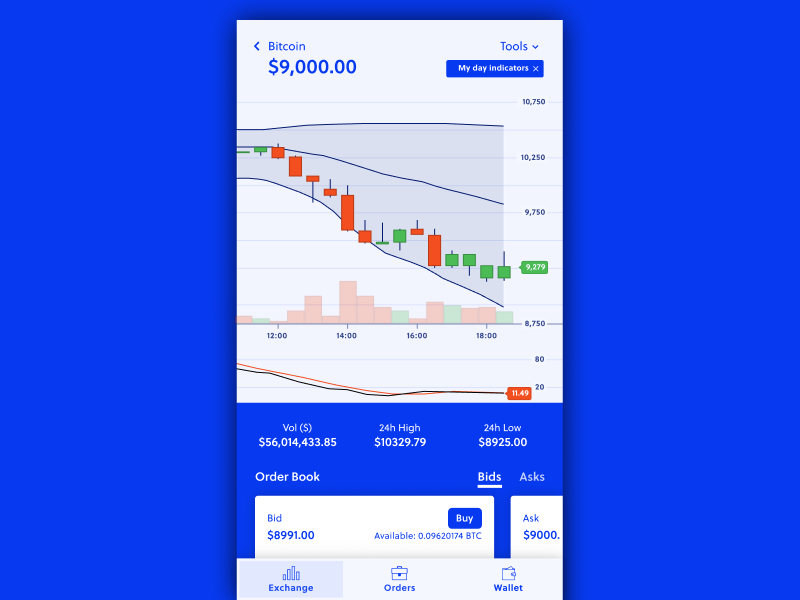 Bitcoin
Tools
$9,000.00
My day indicators ×
10,750
10,250
9,750
9,279
8,750
12:00 14:00 16:00 18:00
80
20
11.49
Vol ($) 24h High 24h Low
$56,014,433.85 $10329.79 $8925.00
Order Book Bids Asks
Bid Buy Ask
$8991.00 Available: 0.09620174 BTC $9000.
Exchange Orders Wallet